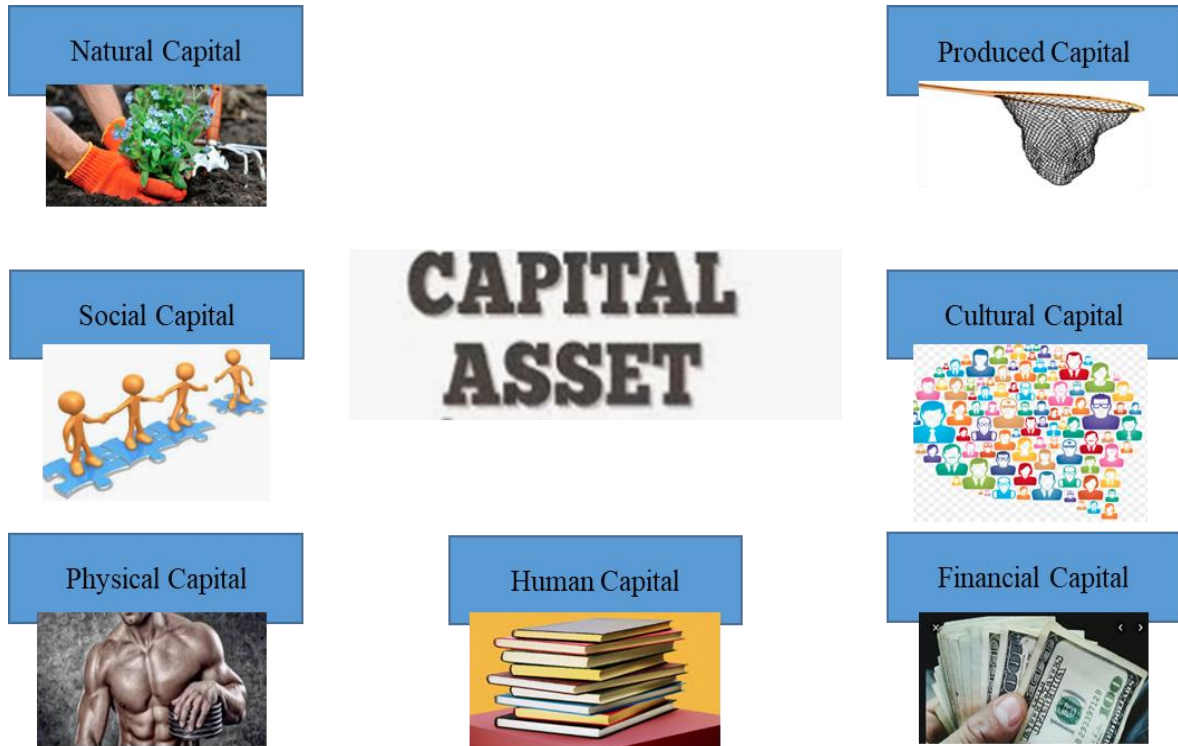 Natural Capital
Produced Capital
CAPITAL
ASSET
Social Capital
Cultural Capital
Physical Capital
Human Capital
Financial Capital